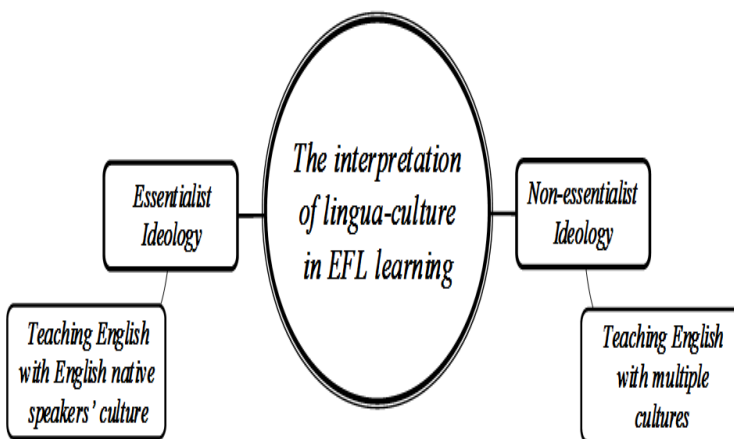 The interpretation
of lingua-culture
in EFL learning
Essentialist
Ideology
Teaching English
with English native
speakers’ culture
Non-essentialist
Ideology
Teaching English
with multiple
cultures